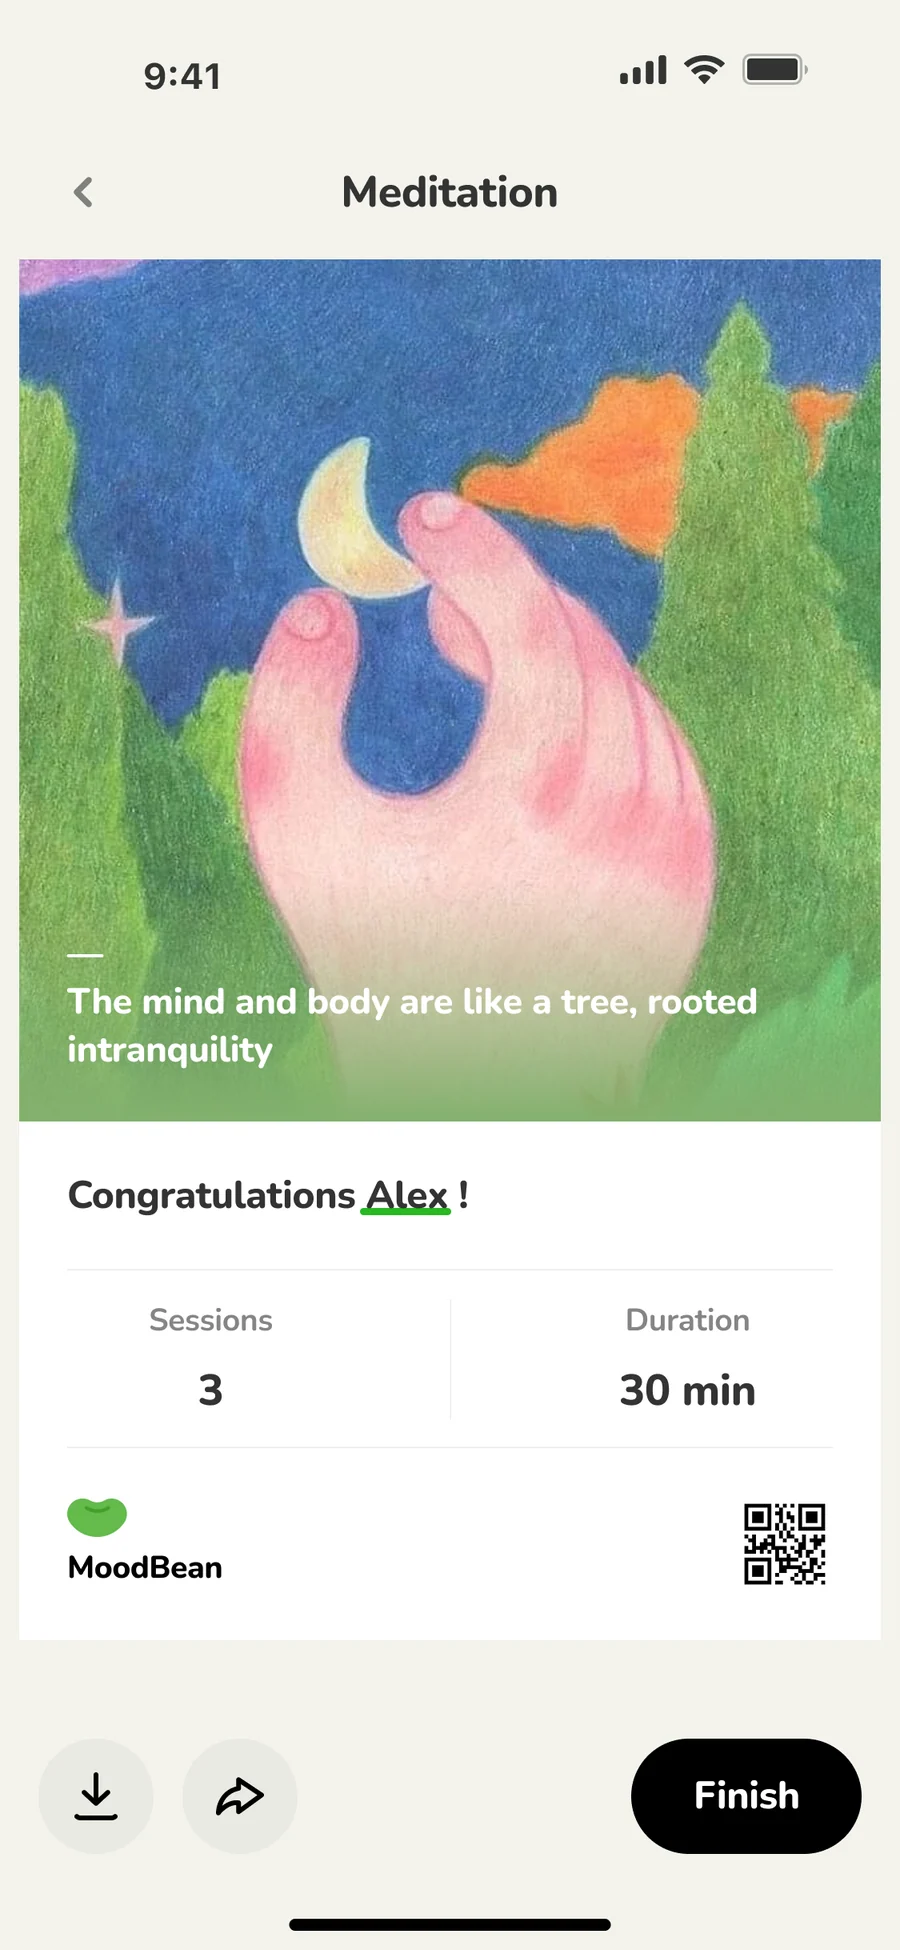 9:41
Meditation
The mind and body are like a tree, rooted
intranquility
Congratulations Alex !
Sessions
Duration
3
30 min
MoodBean
Finish